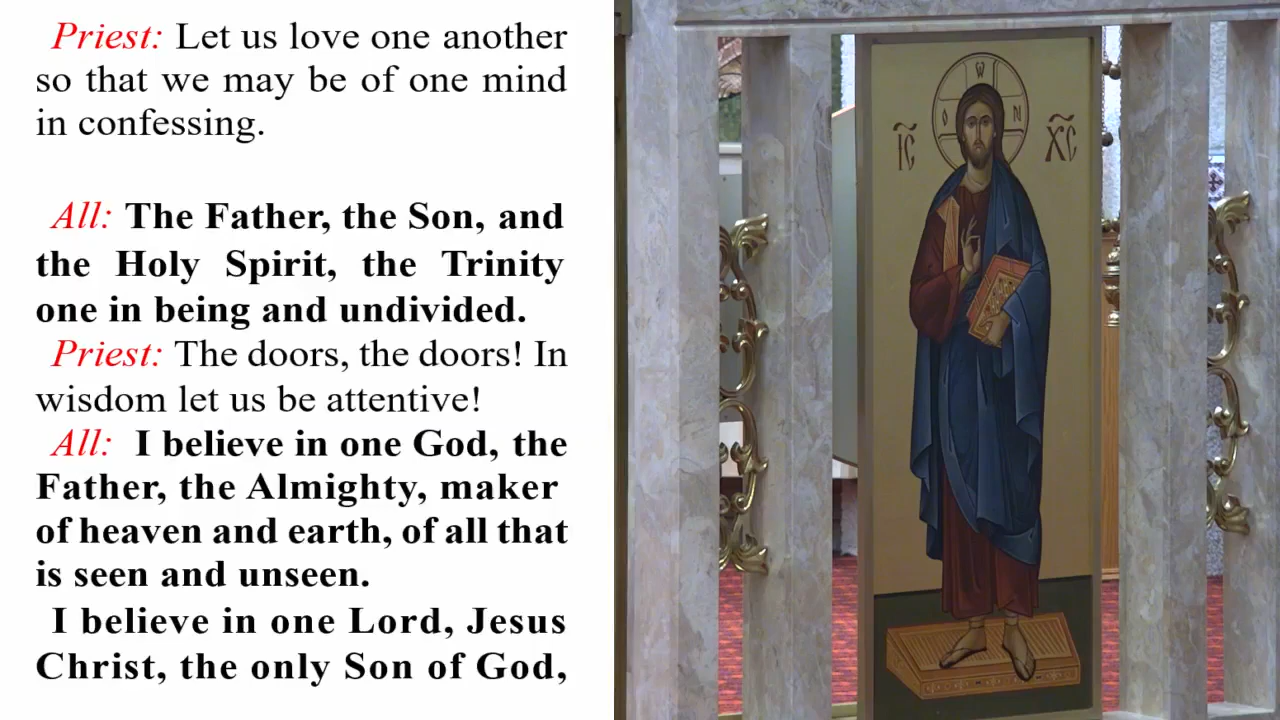 Priest: Let us love one another
so that we may be of one mind
in confessing.
All: The Father, the Son, and
the Holy Spirit, the Trinity
one in being and undivided.
Priest: The doors, the doors! In
wisdom let us be attentive!
All: I believe in one God, the
Father, the Almighty, maker
of heaven and earth, of all that
is seen and unseen.
I believe in one Lord, Jesus
Christ, the only Son of God,
W
O N
IC XC